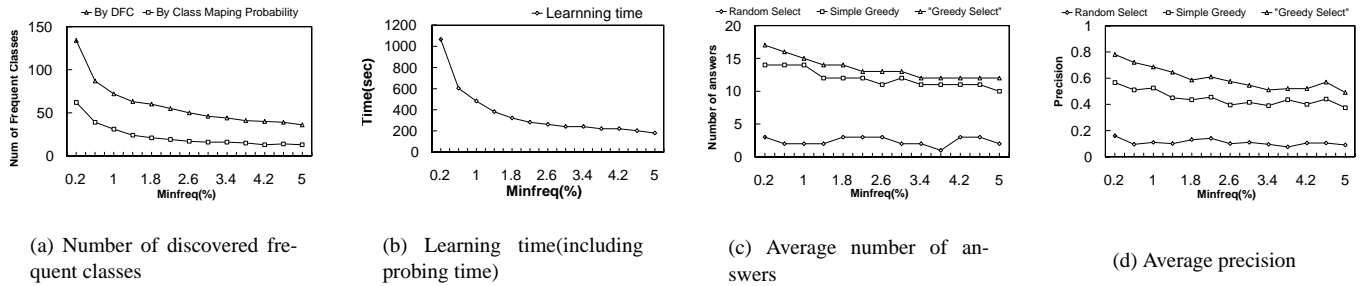 By DFC By Class Maping Probability
Num of Frequent Classes
150
100
50
0
0.2 1 1.8 2.6 3.4 4.2 5
Minfreq(%)
(a) Number of discovered fre-
quent classes
Learnning time
Time(sec)
1200
1000
800
600
400
200
0
0.2 1 1.8 2.6 3.4 4.2 5
Minfreq(%)
(b) Learning time(including
probing time)
Random Select Simple Greedy "Greedy Select"
Number of answers
20
15
10
5
0
0.2 1 1.8 2.6 3.4 4.2 5
Minfreq(%)
(c) Average number of an-
swers
Random Select Simple Greedy "Greedy Select"
Precision
1
0.8
0.6
0.4
0.2
0
0.2 1 1.8 2.6 3.4 4.2 5
Minfreq(%)
(d) Average precision